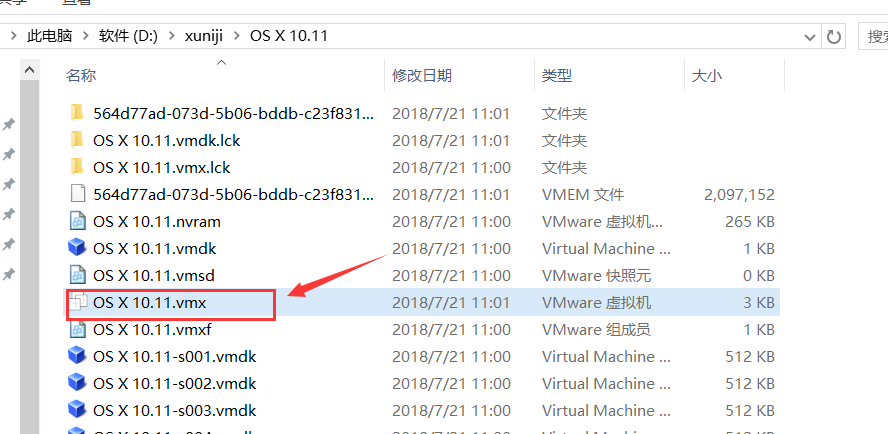 此电脑 > 软件 (D:) > xuniji > OS X 10.11
名称 修改日期 类型 大小
564d77ad-073d-5b06-bddb-c23f831... 2018/7/21 11:01 文件夹
OS X 10.11.vmdk.lck 2018/7/21 11:01 文件夹
OS X 10.11.vmx.lck 2018/7/21 11:00 文件夹
564d77ad-073d-5b06-bddb-c23f831... 2018/7/21 11:01 VMEM 文件 2,097,152
OS X 10.11.nvram 2018/7/21 11:00 VMware 虚拟机... 265 KB
OS X 10.11.vmdk 2018/7/21 11:00 Virtual Machine ... 1 KB
OS X 10.11.vmsd 2018/7/21 11:00 VMware 快照元 0 KB
OS X 10.11.vmx 2018/7/21 11:01 VMware 虚拟机 3 KB
OS X 10.11.vmxf 2018/7/21 11:00 VMware 组成员 1 KB
OS X 10.11-s001.vmdk 2018/7/21 11:00 Virtual Machine ... 512 KB
OS X 10.11-s002.vmdk 2018/7/21 11:00 Virtual Machine ... 512 KB
OS X 10.11-s003.vmdk 2018/7/21 11:00 Virtual Machine ... 512 KB